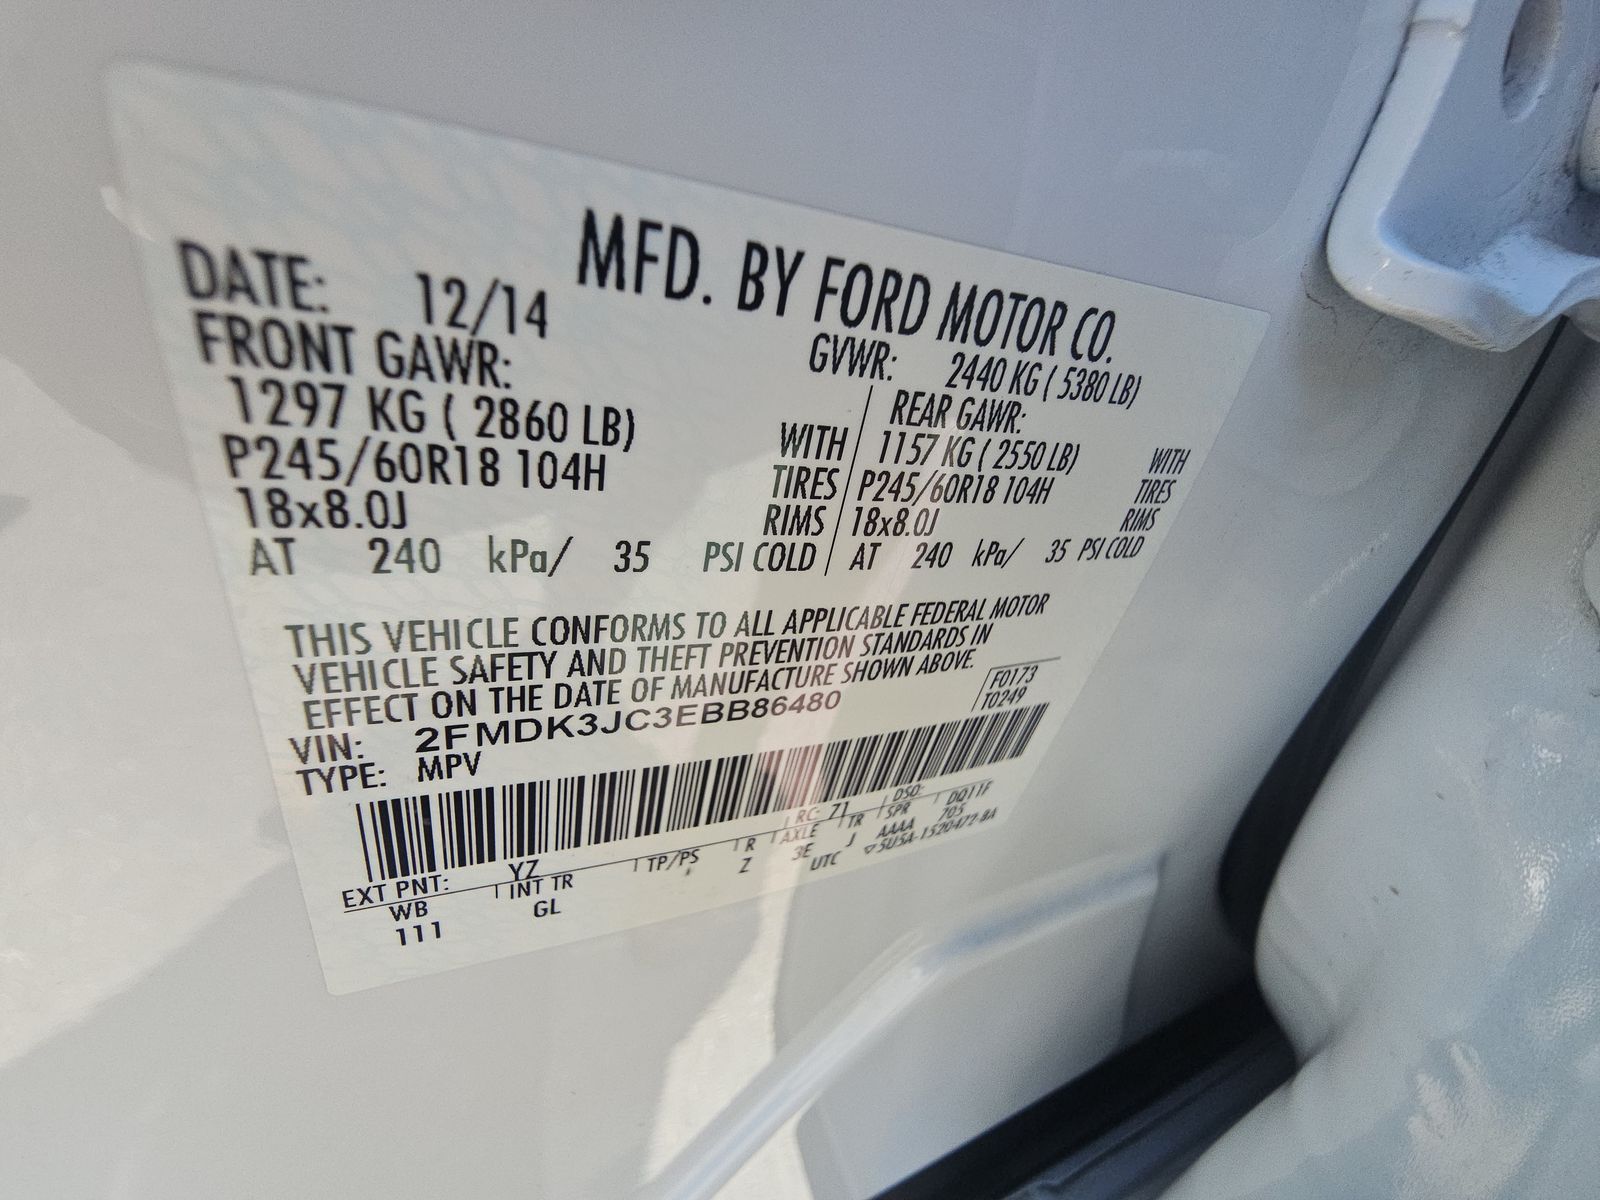 MFD. BY FORD MOTOR CO.
DATE: 12/14 GVWR: 2440 KG ( 5380 LB)
FRONT GAWR: REAR GAWR:
1297 KG ( 2860 LB) WITH 1157 KG ( 2550 LB) WITH
P245/60R18 104H TIRES P245/60R18 104H TIRES
18x8.0J RIMS 18x8.0J RIMS
AT 240 kPa/ 35 PSI COLD AT 240 kPa/ 35 PSI COLD
THIS VEHICLE CONFORMS TO ALL APPLICABLE FEDERAL MOTOR
VEHICLE SAFETY AND THEFT PREVENTION STANDARDS IN
EFFECT ON THE DATE OF MANUFACTURE SHOWN ABOVE.
VIN: 2FMDK3JC3EBB86480 F0173
TYPE: MPV T0249
EXT PNT: YZ RC: 71 DSO:
WB INT TR TP/PS R AXLE TR SPR DQ11F
111 GL Z 3E J AAAA 705
UTC ▽5U5A-1520472-BA